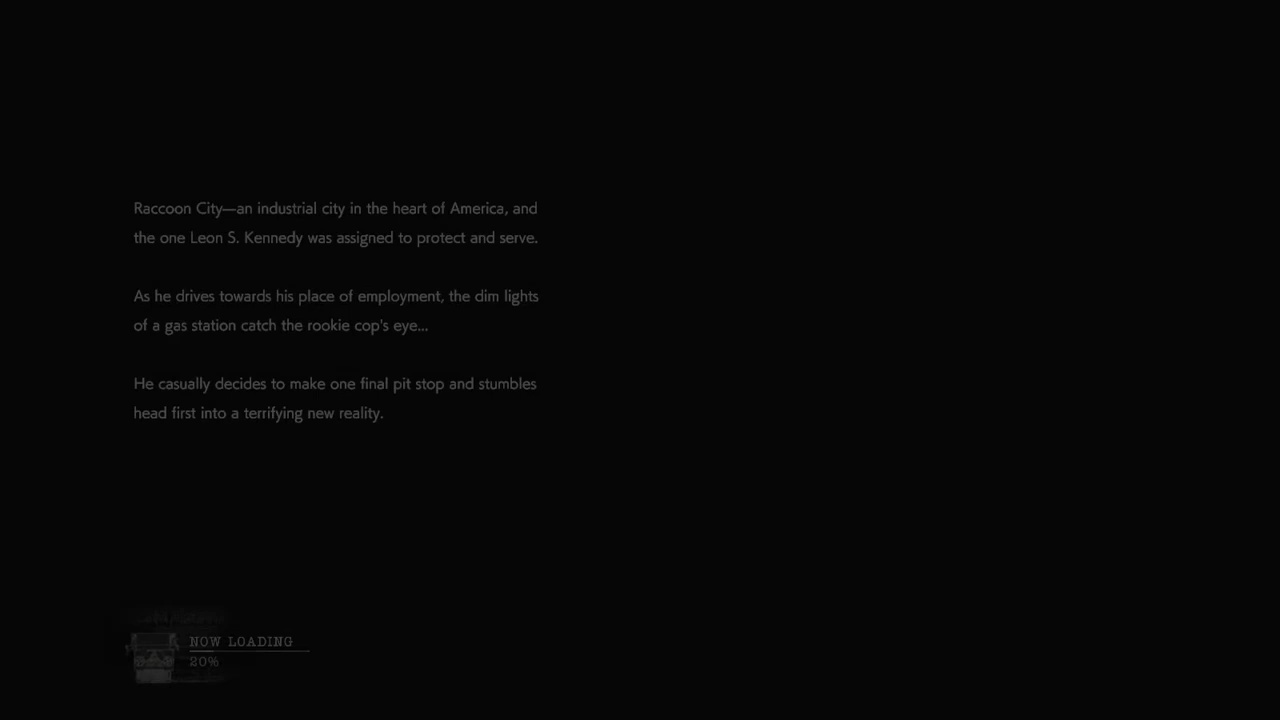 Raccoon City—an industrial city in the heart of America, and
the one Leon S. Kennedy was assigned to protect and serve.
As he drives towards his place of employment, the dim lights
of a gas station catch the rookie cop's eye...
He casually decides to make one final pit stop and stumbles
head first into a terrifying new reality.
NOW LOADING
20%